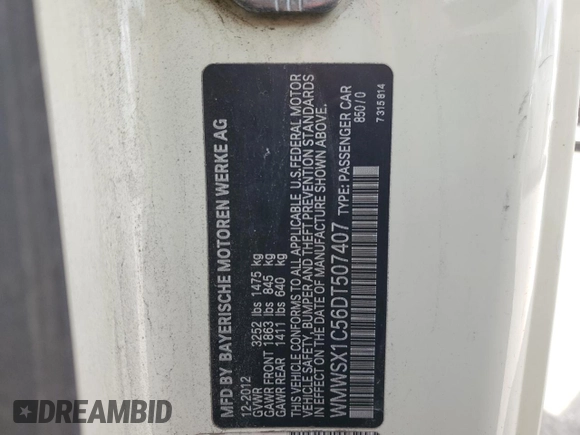 MFD BY BAYERISCHE MOTOREN WERKE AG
12-2012
GVWR 3252 lbs 1475 kg
GAWR FRONT 1863 lbs 845 kg
GAWR REAR 1411 lbs 640 kg
THIS VEHICLE CONFORMS TO ALL APPLICABLE U.S.FEDERAL MOTOR
VEHICLE SAFETY, BUMPER AND THEFT PREVENTION STANDARDS
IN EFFECT ON THE DATE OF MANUFACTURE SHOWN ABOVE.
WMWSX1C56DT507407 TYPE: PASSENGER CAR
850/0
7 315 814
DREAMBID